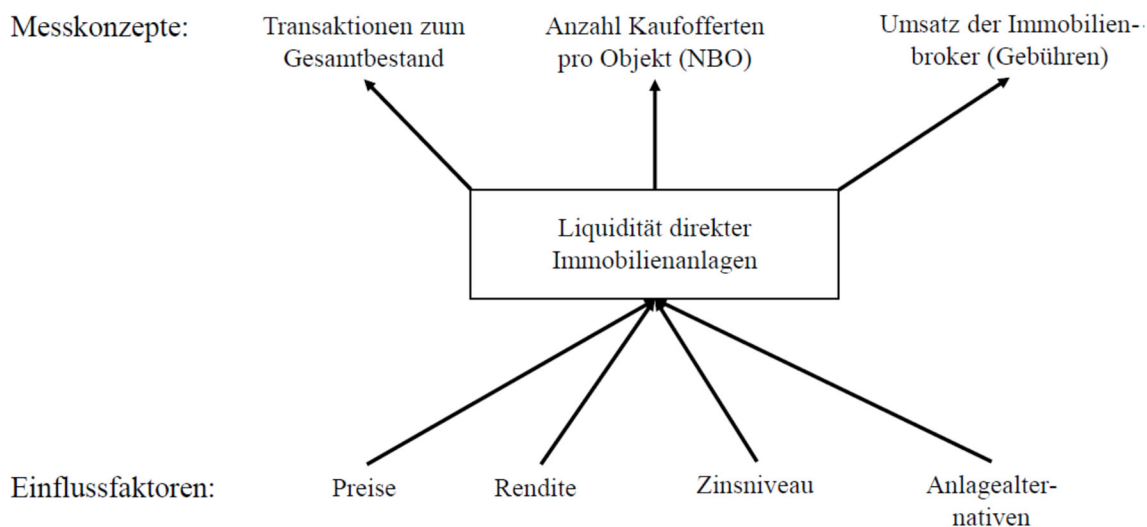 Messkonzepte:
Transaktionen zum
Gesamtbestand
Anzahl Kaufofferten
pro Objekt (NBO)
Umsatz der Immobilien-
broker (Gebühren)
Liquidität direkter
Immobilienanlagen
Einflussfaktoren:
Preise
Rendite
Zinsniveau
Anlagealter-
nativen